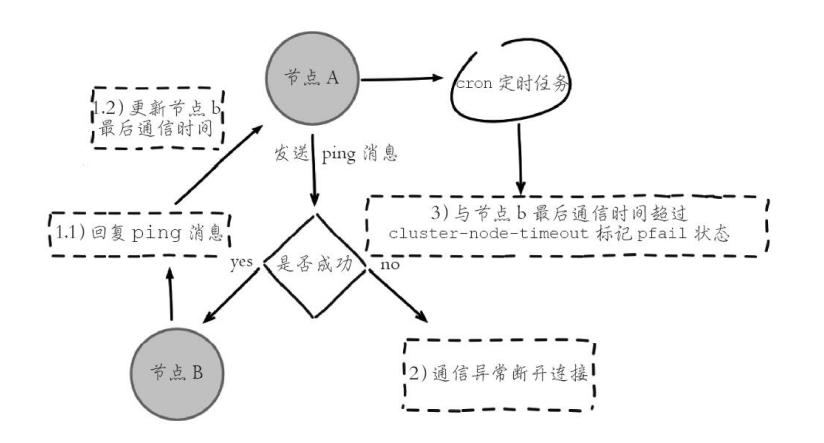 节点 A
cron 定时任务
1.2) 更新节点 b
最后通信时间
发送 ping 消息
3) 与节点 b 最后通信时间超过
cluster-node-timeout 标记 pfail 状态
1.1) 回复 ping 消息
yes
是否成功
no
节点 B
2) 通信异常断开连接